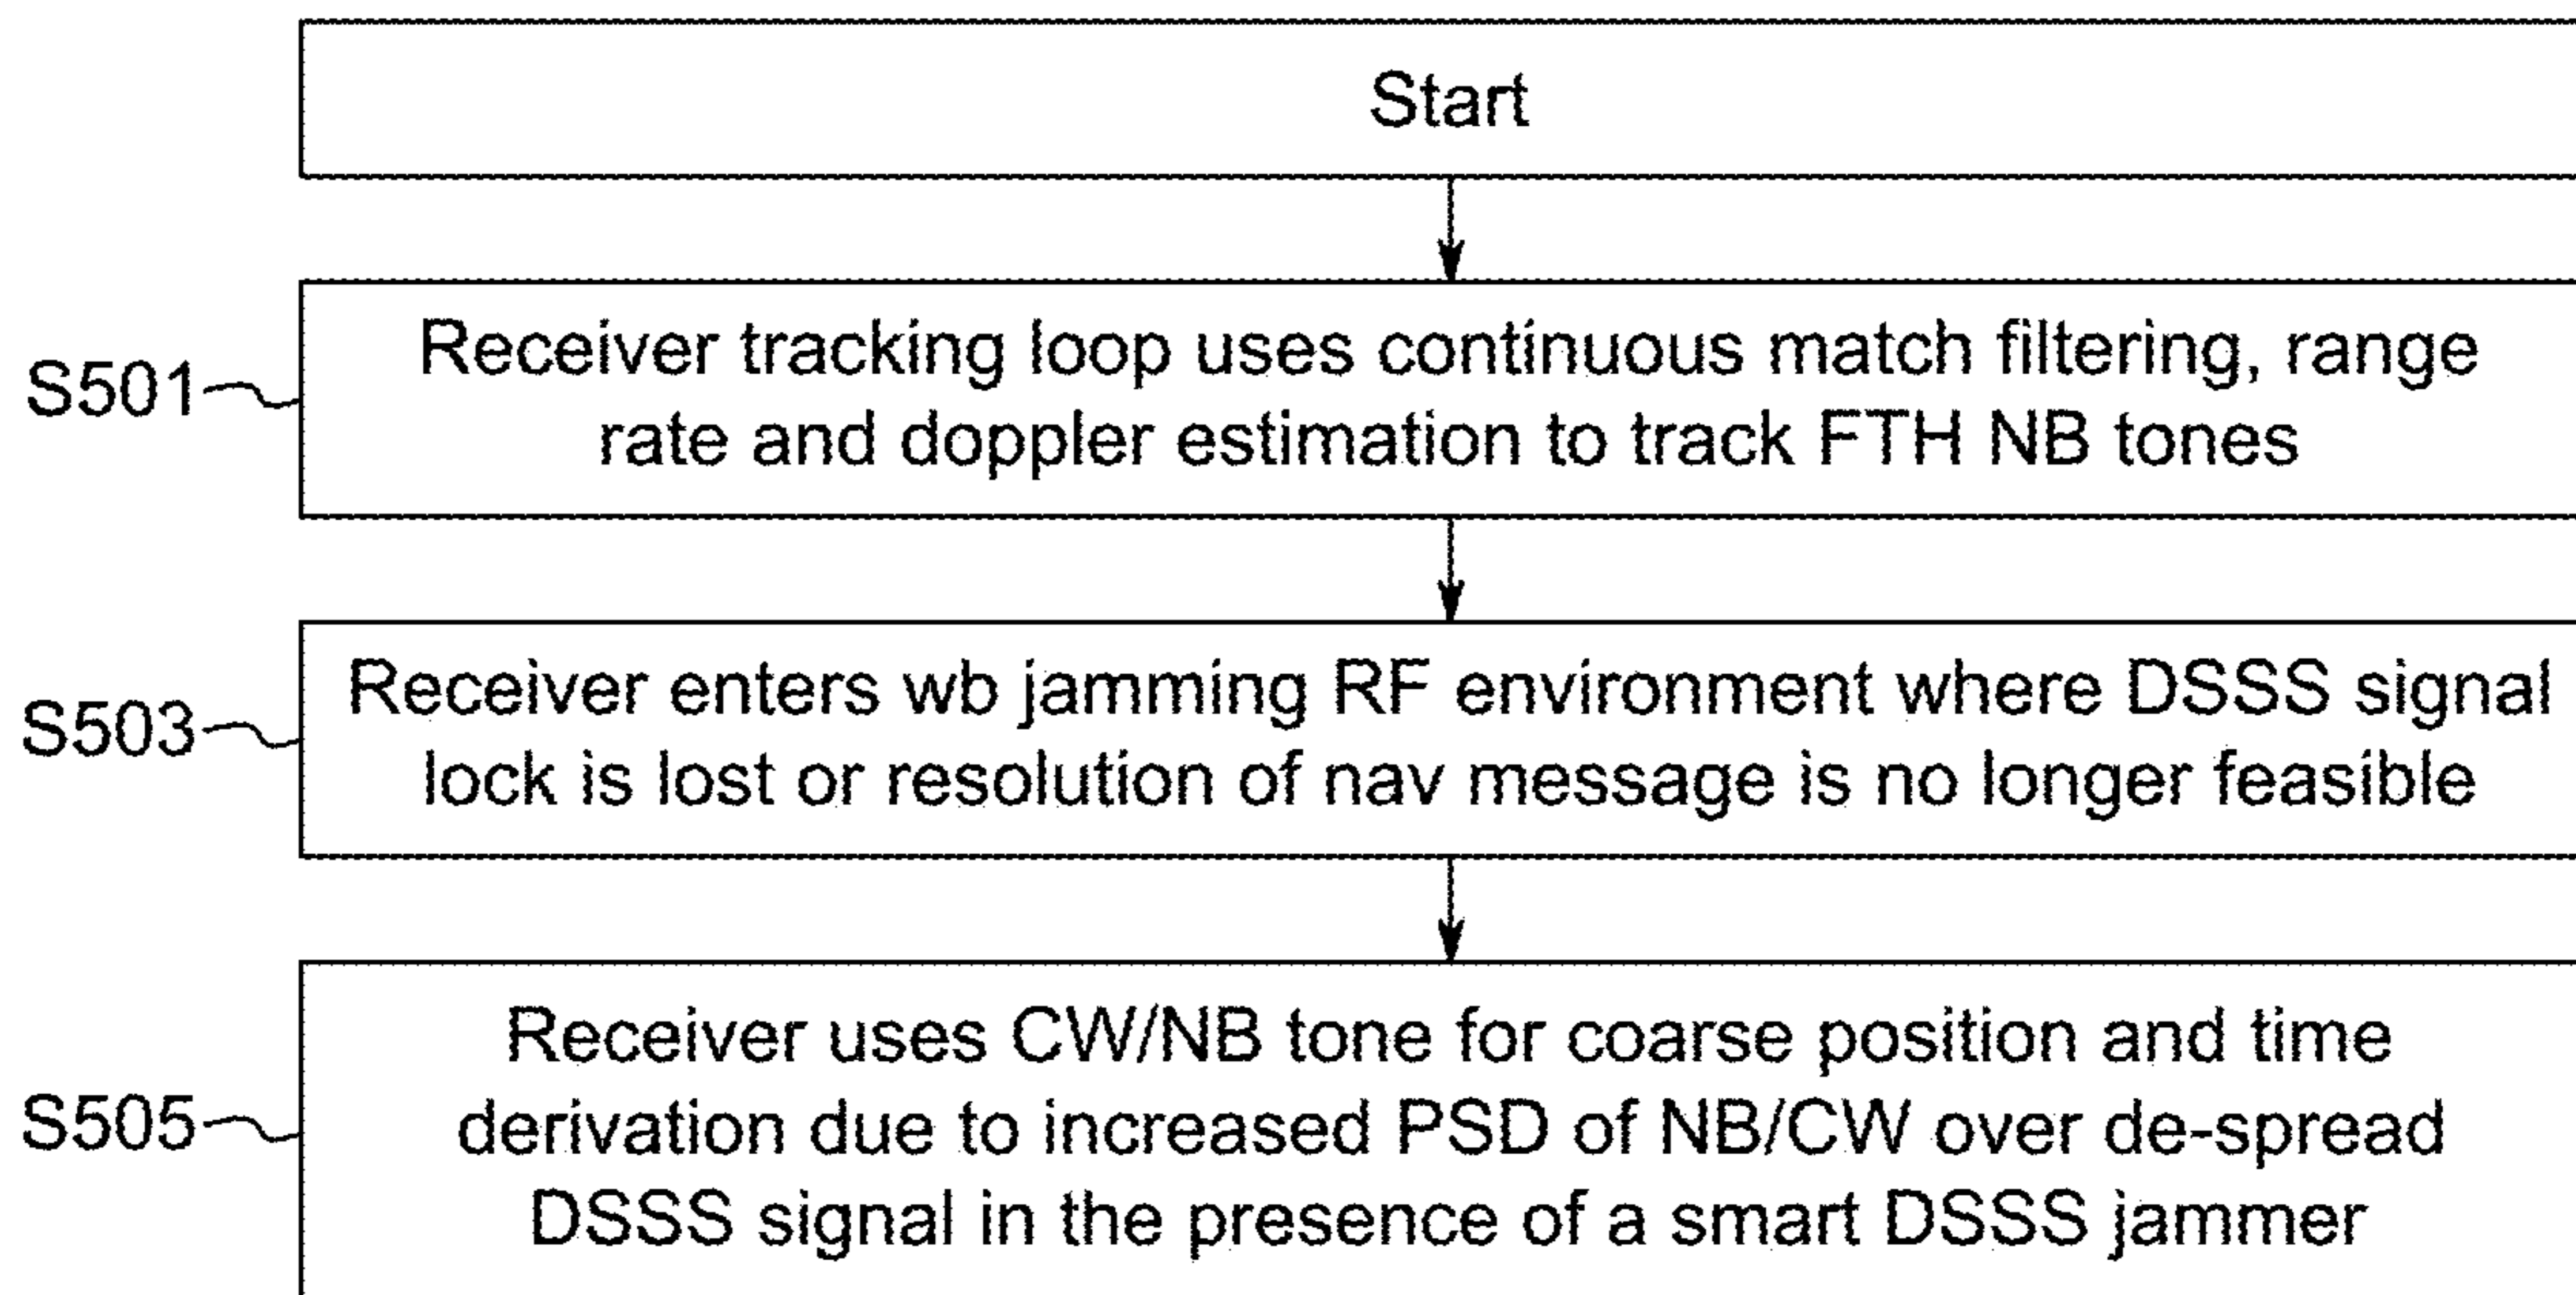 Start
S501
Receiver tracking loop uses continuous match filtering, range
rate and doppler estimation to track FTH NB tones
S503
Receiver enters wb jamming RF environment where DSSS signal
lock is lost or resolution of nav message is no longer feasible
S505
Receiver uses CW/NB tone for coarse position and time
derivation due to increased PSD of NB/CW over de-spread
DSSS signal in the presence of a smart DSSS jammer